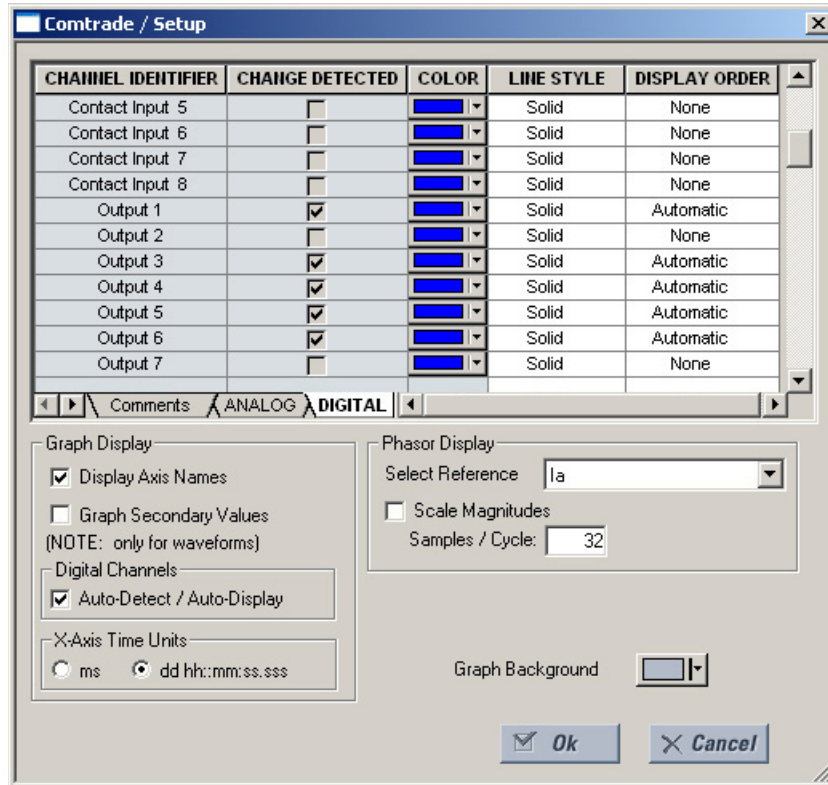 Comtrade / Setup
CHANNEL IDENTIFIER CHANGE DETECTED COLOR LINE STYLE DISPLAY ORDER
Contact Input 5 Solid None
Contact Input 6 Solid None
Contact Input 7 Solid None
Contact Input 8 Solid None
Output 1 Solid Automatic
Output 2 Solid None
Output 3 Solid Automatic
Output 4 Solid Automatic
Output 5 Solid Automatic
Output 6 Solid Automatic
Output 7 Solid None
Comments ANALOG DIGITAL
Graph Display
Display Axis Names
Graph Secondary Values
(NOTE: only for waveforms)
Digital Channels
Auto-Detect / Auto-Display
X-Axis Time Units
ms dd hh::mm:ss.sss
Phasor Display
Select Reference Ia
Scale Magnitudes
Samples / Cycle: 32
Graph Background
Ok Cancel